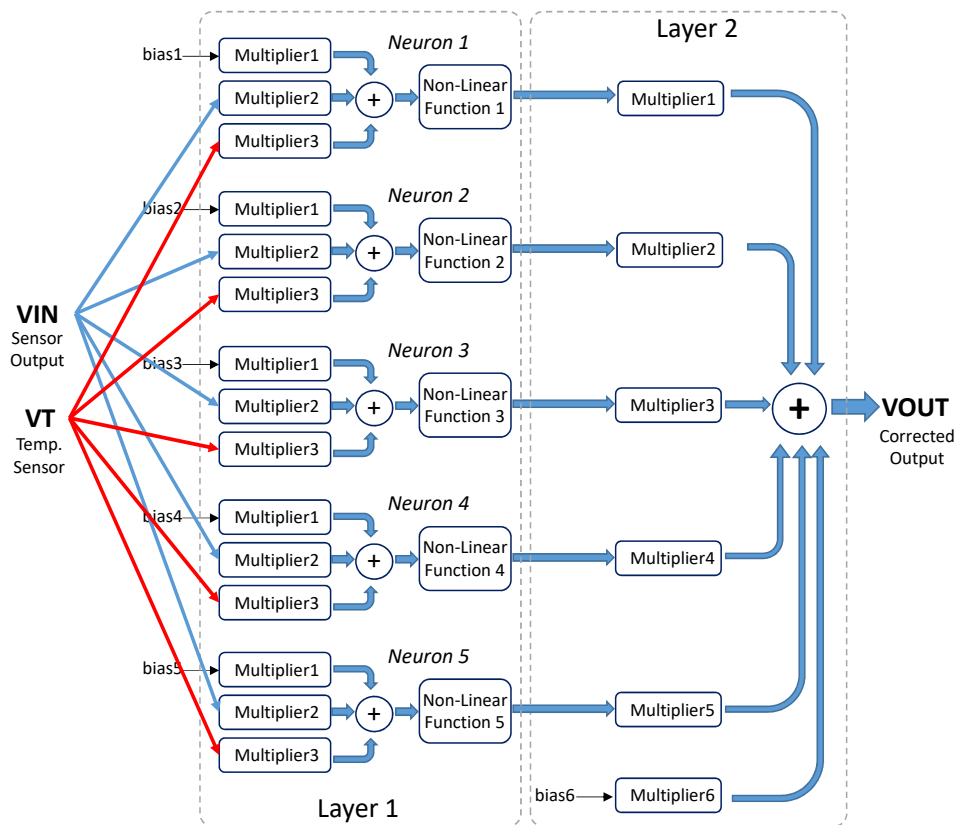 Layer 2
Neuron 1
bias1
Multiplier1
Multiplier2
Multiplier3
+
Non-Linear
Function 1
Multiplier1
Neuron 2
bias2
Multiplier1
Multiplier2
Multiplier3
+
Non-Linear
Function 2
Multiplier2
VIN
Sensor
Output
VT
Temp.
Sensor
Neuron 3
bias3
Multiplier1
Multiplier2
Multiplier3
+
Non-Linear
Function 3
Multiplier3
+
VOUT
Corrected
Output
Neuron 4
bias4
Multiplier1
Multiplier2
Multiplier3
+
Non-Linear
Function 4
Multiplier4
Neuron 5
bias5
Multiplier1
Multiplier2
Multiplier3
+
Non-Linear
Function 5
Multiplier5
bias6
Multiplier6
Layer 1